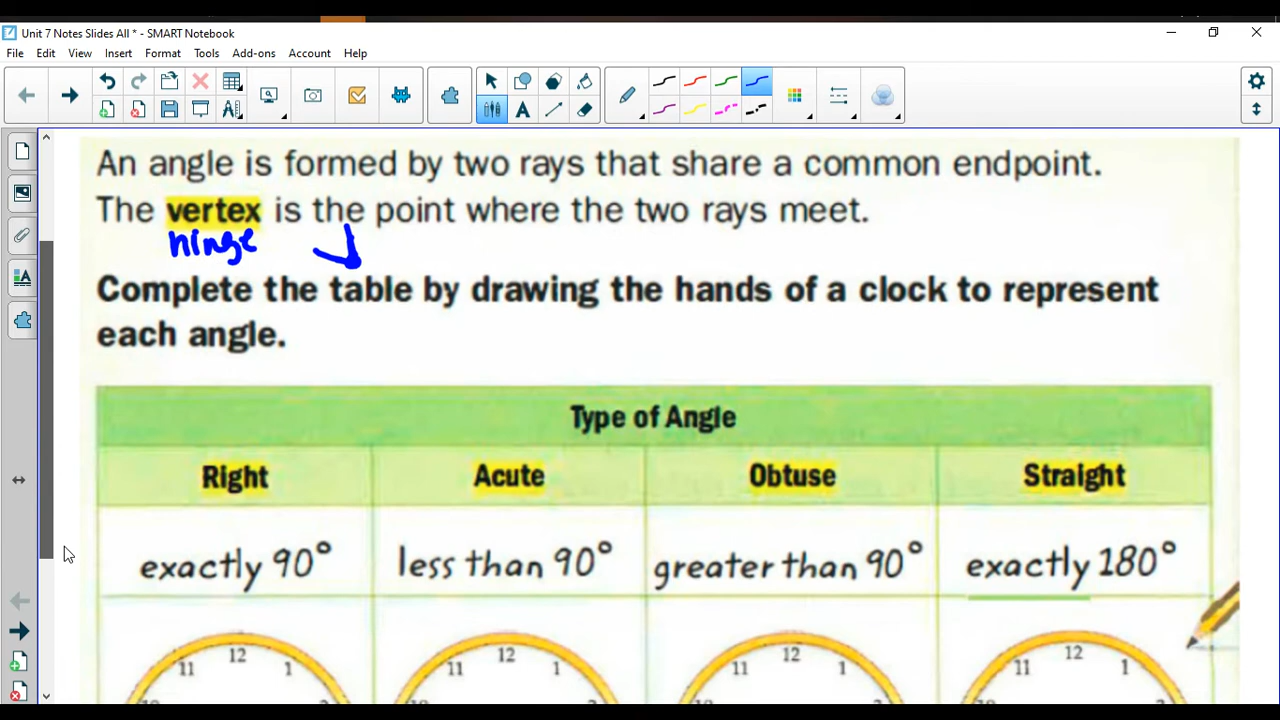 Unit 7 Notes Slides All * - SMART Notebook
File Edit View Insert Format Tools Add-ons Account Help
An angle is formed by two rays that share a common endpoint.
The vertex is the point where the two rays meet.
hinge
Complete the table by drawing the hands of a clock to represent
each angle.
Type of Angle
Right Acute Obtuse Straight
exactly 90° less than 90° greater than 90° exactly 180°
11 12 1 11 12 1 11 12 1 11 12 1